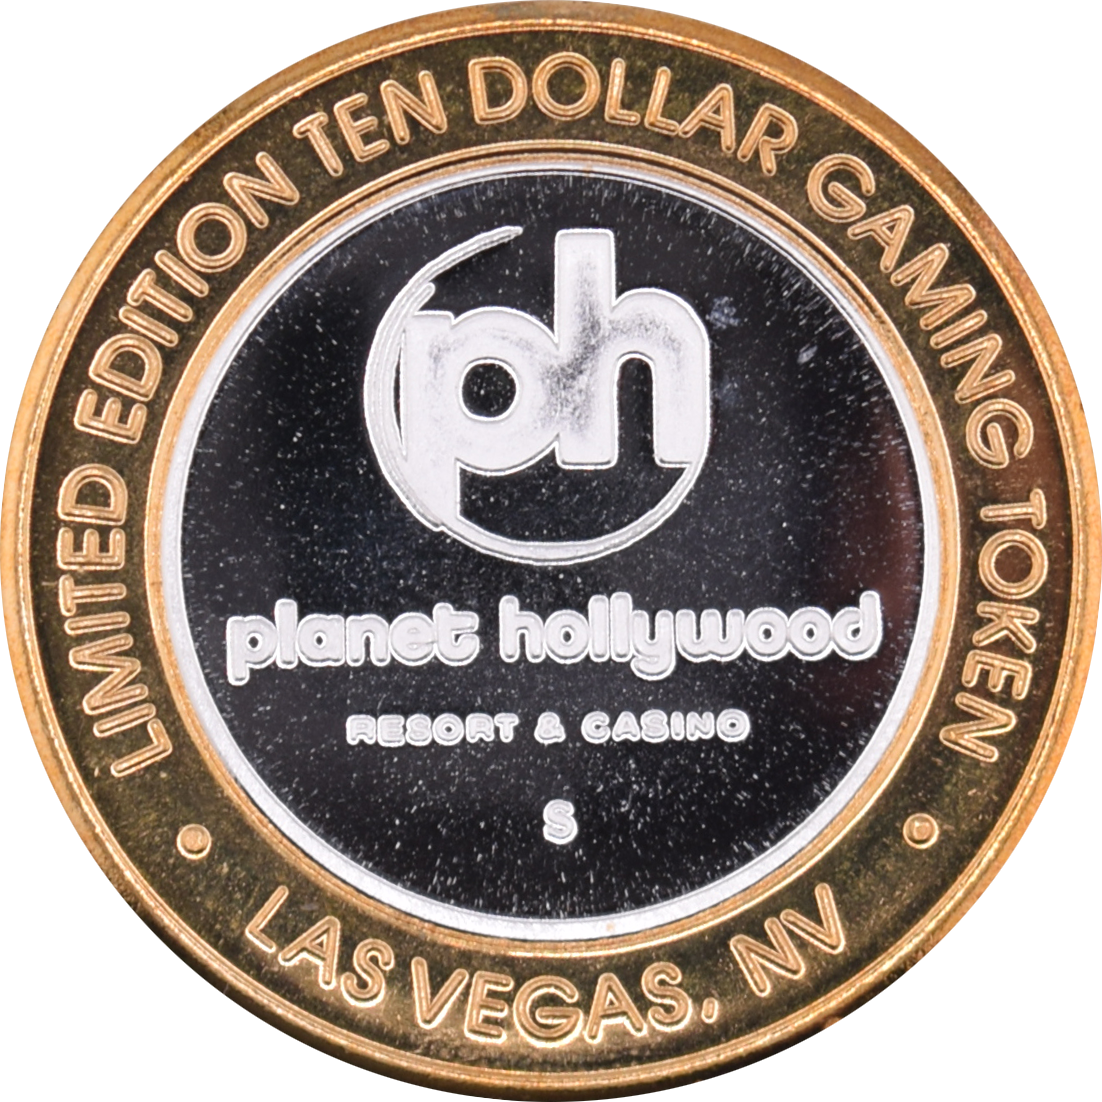 LIMITED EDITION TEN DOLLAR GAMING TOKEN
ph
planet hollywood
RESORT & CASINO
S
LAS VEGAS, NV